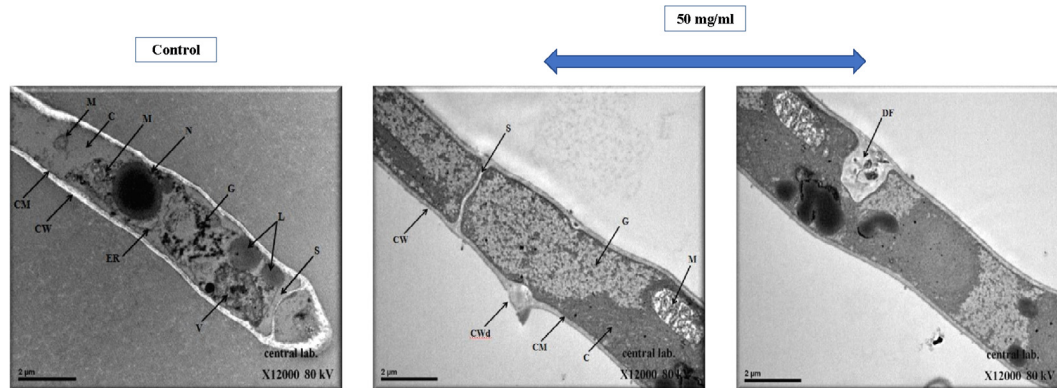 50 mg/ml
Control
M
C
M
N
G
L
S
CM
CW
ER
V
central lab.
X12000 80 kV
2 µm
S
CW
G
M
CWd
CM
C
central lab.
X12000 80 kV
2 µm
DF
central lab.
X12000 80 kV
2 µm